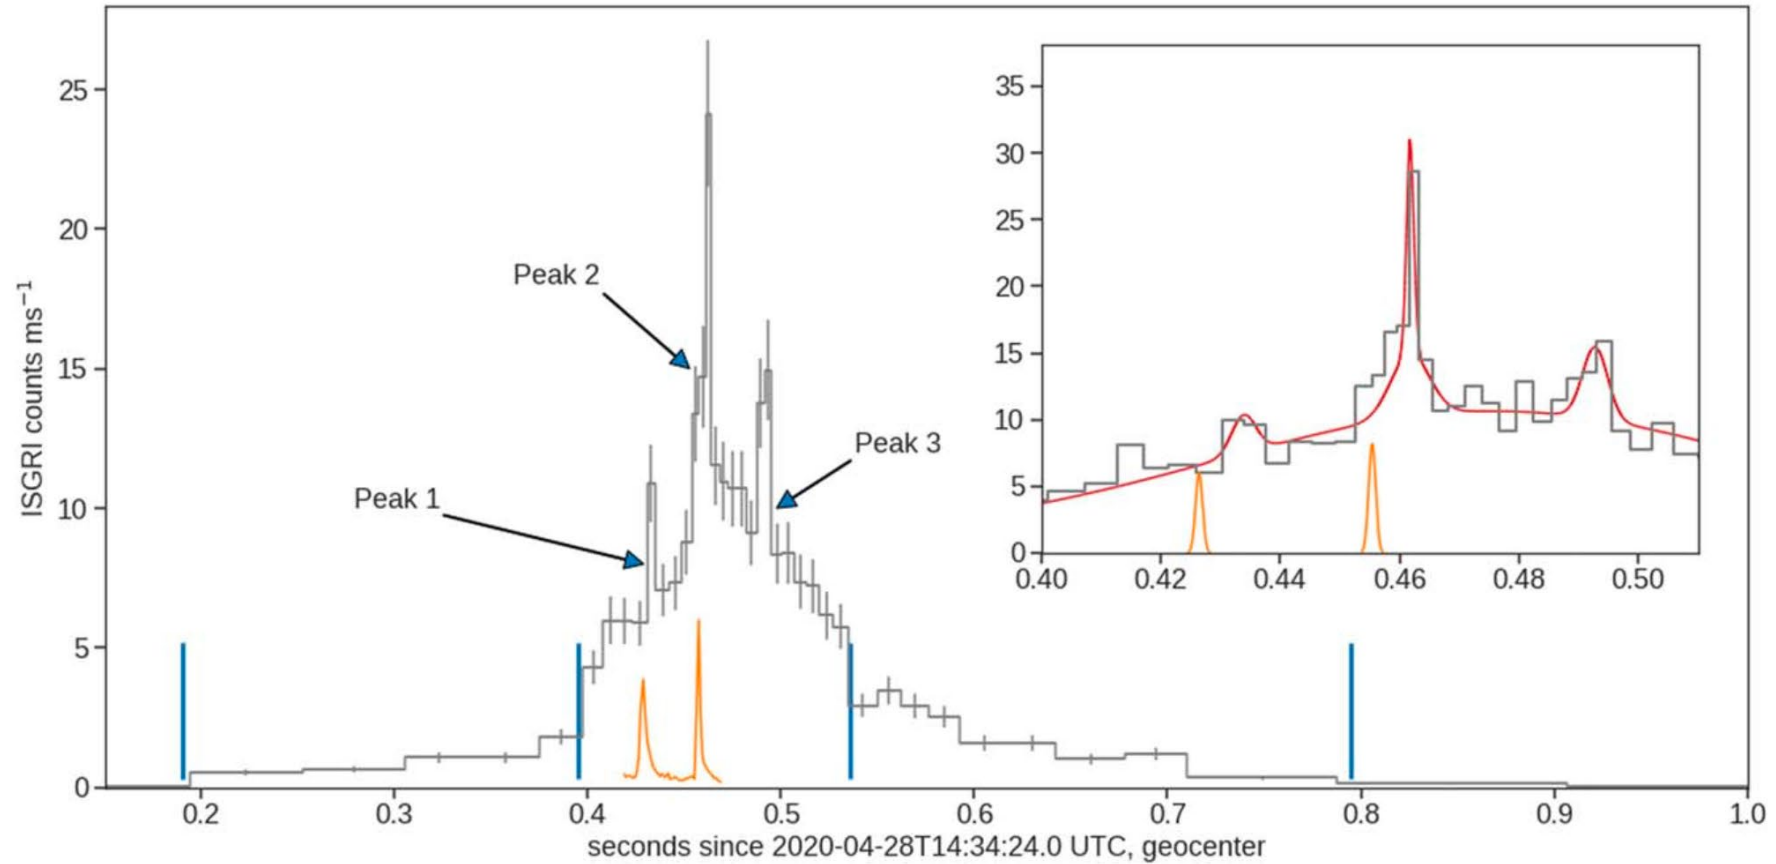 ISGRI counts ms⁻¹
25
20
15
10
5
0
Peak 1
Peak 2
Peak 3
35
30
25
20
15
10
5
0
0.40 0.42 0.44 0.46 0.48 0.50
0.2 0.3 0.4 0.5 0.6 0.7 0.8 0.9 1.0
seconds since 2020-04-28T14:34:24.0 UTC, geocenter